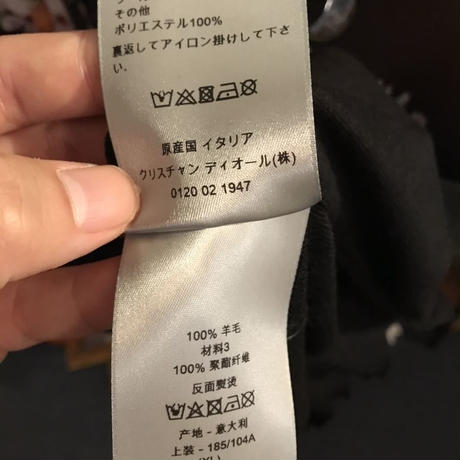 その他
ポリエステル100%
裏返してアイロン掛けして下さい
原産国 イタリア
クリスチャン ディオール(株)
0120 02 1947
100% 羊毛
材料3
100% 聚酯纤维
反面熨烫
产地 - 意大利
上装 - 185/104A